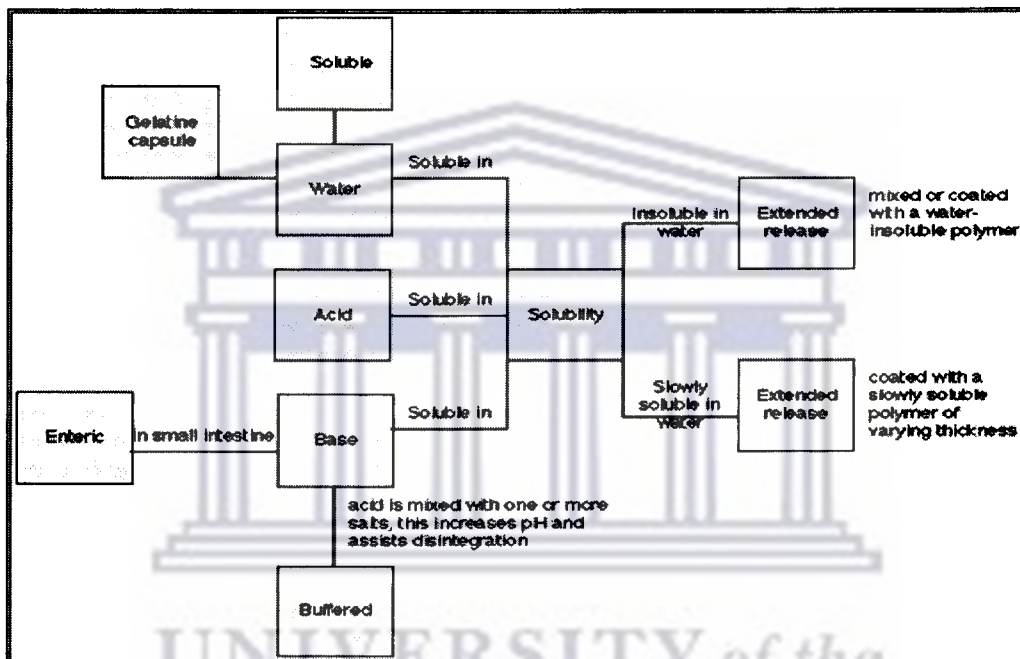 Soluble
Gelatine
capsule
Water
Soluble in
Insoluble in
water
Extended
release
mixed or coated
with a water-
insoluble polymer
Acid
Soluble in
Solubility
Slowly
soluble in
water
Extended
release
coated with a
slowly soluble
polymer of
varying thickness
Enteric
in small intestine
Base
Soluble in
acid is mixed with one or more
salts, this increases pH and
assists disintegration
Buffered
UNIVERSITY of the